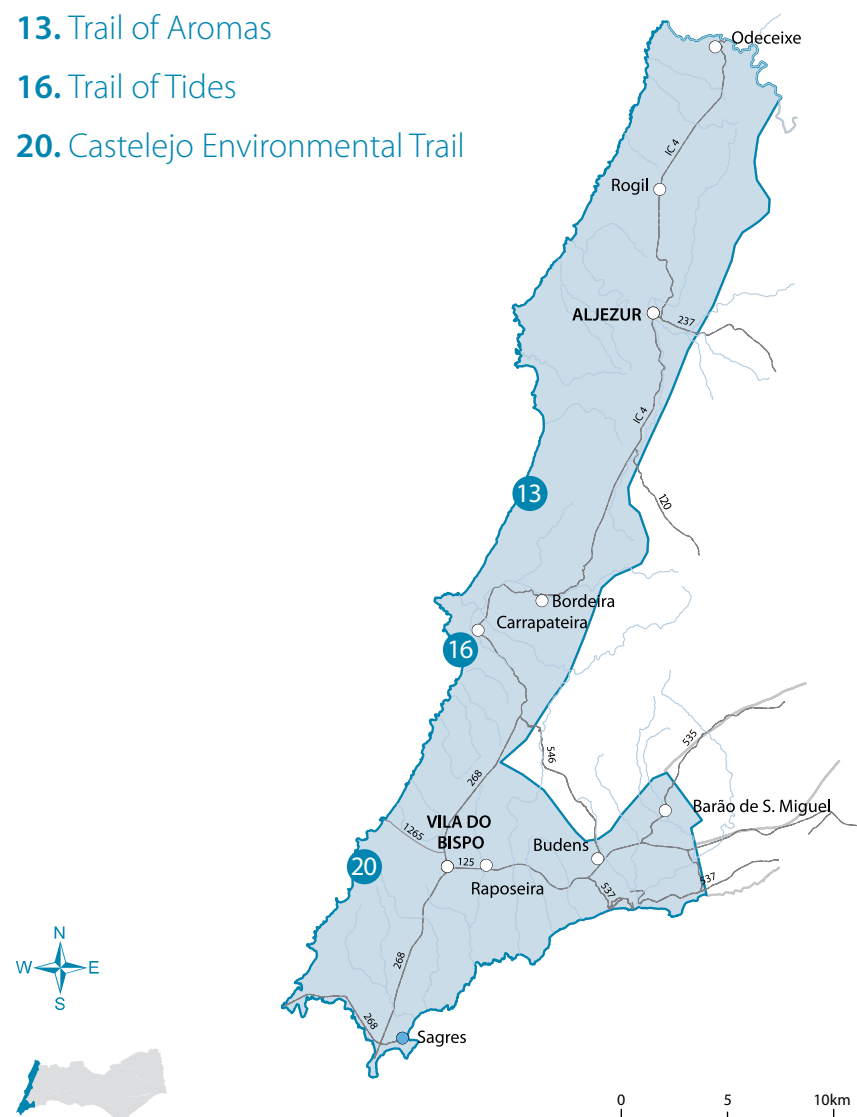 13. Trail of Aromas
16. Trail of Tides
20. Castelejo Environmental Trail
Odeceixe
IC 4
Rogil
ALJEZUR
237
IC 4
120
13
Bordeira
Carrapateira
16
546
535
268
Barão de S. Miguel
1265
VILA DO
BISPO
Budens
20
125
Raposeira
537
537
N
W
E
S
268
268
Sagres
0
5
10km